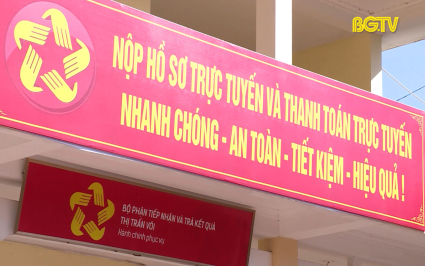 BGTV
NỘP HỒ SƠ TRỰC TUYẾN VÀ THANH TOÁN TRỰC TUYẾN
NHANH CHÓNG - AN TOÀN - TIẾT KIỆM - HIỆU QUẢ !
BỘ PHẬN TIẾP NHẬN VÀ TRẢ KẾT QUẢ
THỊ TRẤN VÔI
Hành chính phục vụ